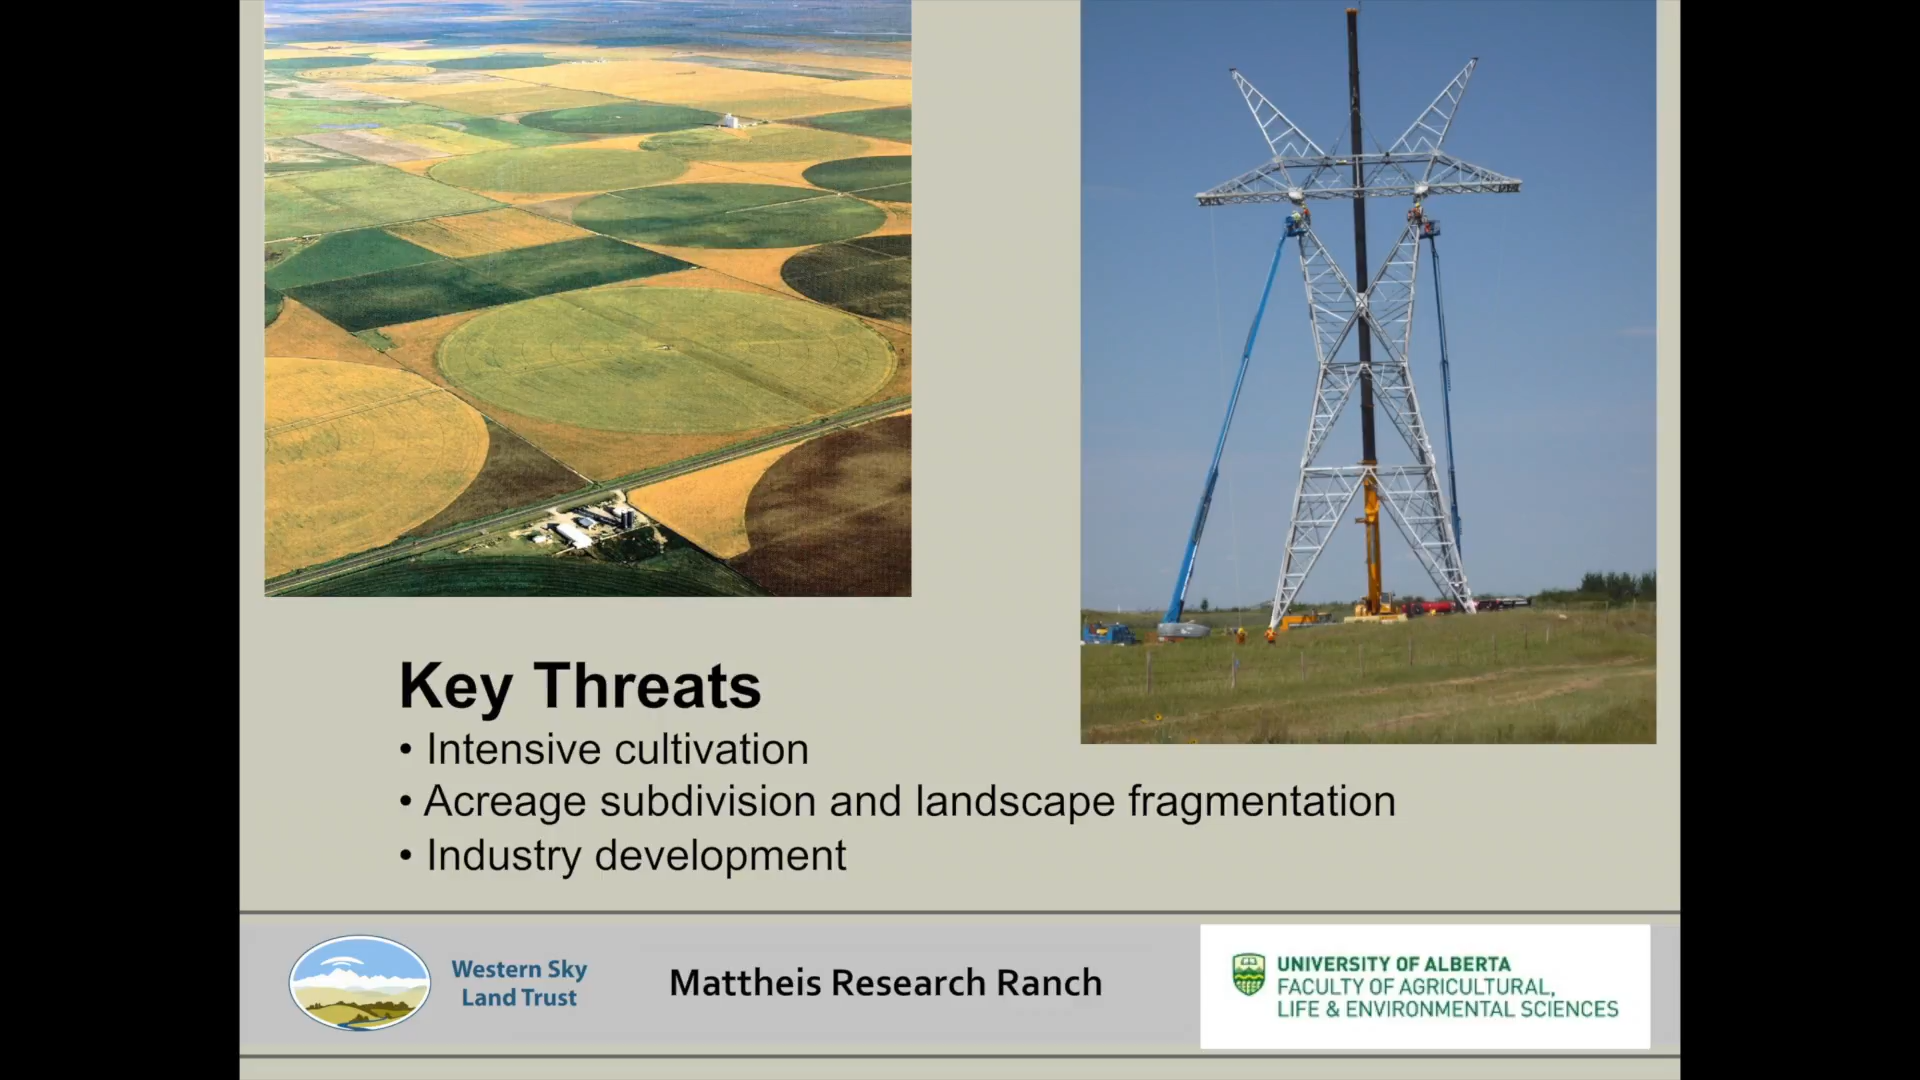 Key Threats
• Intensive cultivation
• Acreage subdivision and landscape fragmentation
• Industry development
Western Sky
Land Trust
Mattheis Research Ranch
UNIVERSITY OF ALBERTA
FACULTY OF AGRICULTURAL,
LIFE & ENVIRONMENTAL SCIENCES